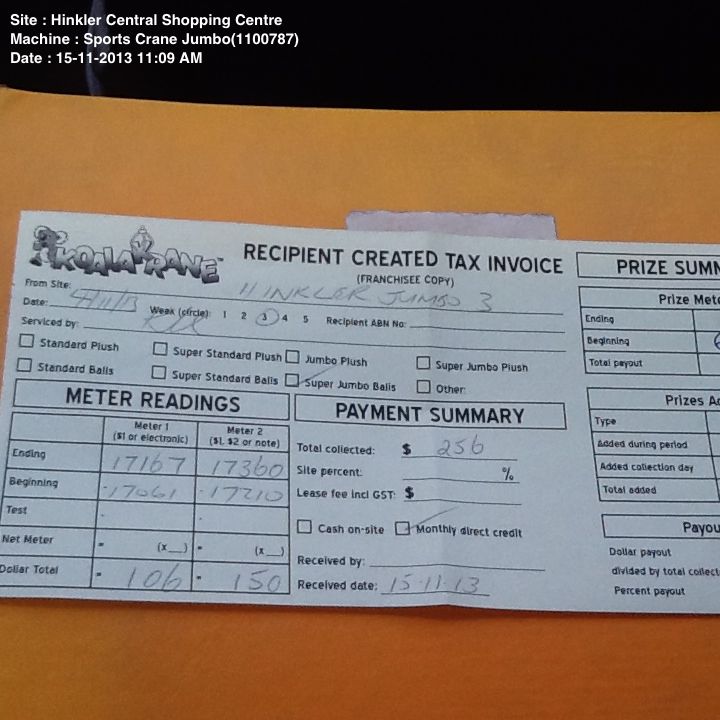 Site : Hinkler Central Shopping Centre
Machine : Sports Crane Jumbo(1100787)
Date : 15-11-2013 11:09 AM
KOALA KRANE™
RECIPIENT CREATED TAX INVOICE
(FRANCHISEE COPY)
From Site: HINKLER JUMBO 3
Date: 4/11/13 Week (circle): 1 2 3 4 5 Recipient ABN No:
Serviced by:
Standard Plush Super Standard Plush Jumbo Plush Super Jumbo Plush
Standard Balls Super Standard Balls Super Jumbo Balls Other:
METER READINGS
Meter 1 Meter 2
($1 or electronic) ($1, $2 or note)
Ending 17167 17360
Beginning -17061 -17210
Test - -
Net Meter = (x__) = (x__)
Dollar Total = 106 = 150
PAYMENT SUMMARY
Total collected: $ 256
Site percent: %
Lease fee incl GST: $
Cash on-site Monthly direct credit
Received by:
Received date: 15-11-13
PRIZE SUMM
Prize Mete
Ending
Beginning
Total payout
Prizes Ad
Type
Added during period
Added collection day
Total added
Payou
Dollar payout
divided by total collect
Percent payout